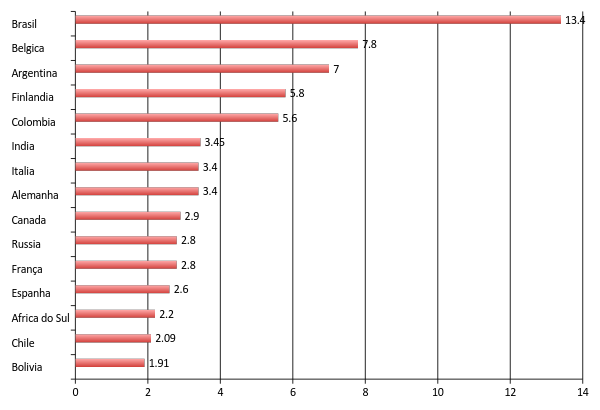 Brasil 13.4
Belgica 7.8
Argentina 7
Finlandia 5.8
Colombia 5.6
India 3.45
Italia 3.4
Alemanha 3.4
Canada 2.9
Russia 2.8
França 2.8
Espanha 2.6
Africa do Sul 2.2
Chile 2.09
Bolivia 1.91
0 2 4 6 8 10 12 14